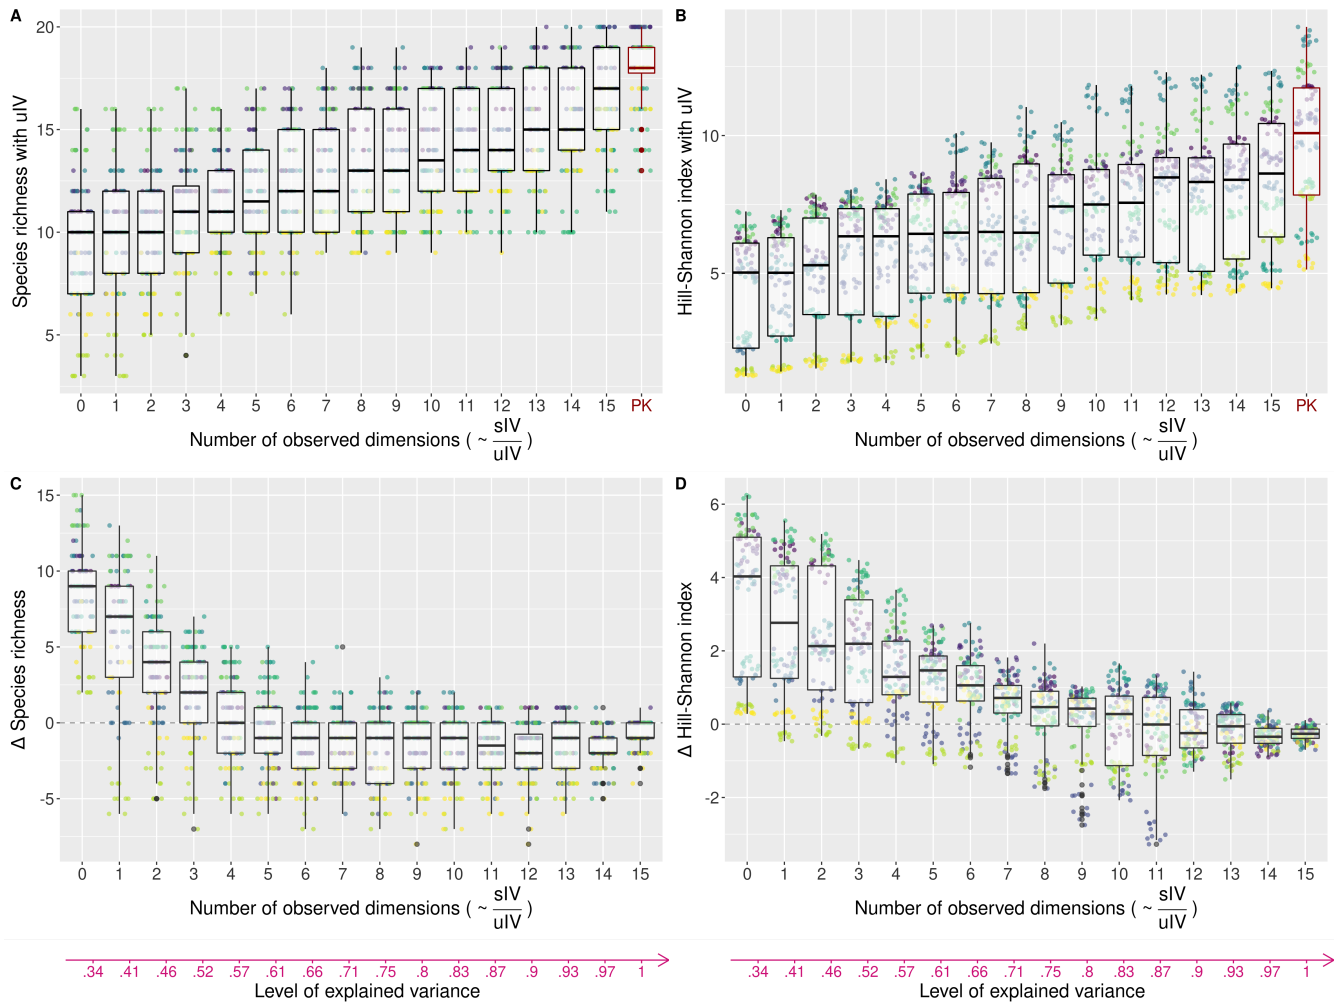 A
Species richness with uIV
20
15
10
5
0 1 2 3 4 5 6 7 8 9 10 11 12 13 14 15 PK
Number of observed dimensions ( ~ sIV
uIV )
B
Hill-Shannon index with uIV
10
5
0 1 2 3 4 5 6 7 8 9 10 11 12 13 14 15 PK
Number of observed dimensions ( ~ sIV
uIV )
C
Δ Species richness
15
10
5
0
-5
0 1 2 3 4 5 6 7 8 9 10 11 12 13 14 15
Number of observed dimensions ( ~ sIV
uIV )
D
Δ Hill-Shannon index
6
4
2
0
-2
0 1 2 3 4 5 6 7 8 9 10 11 12 13 14 15
Number of observed dimensions ( ~ sIV
uIV )
.34 .41 .46 .52 .57 .61 .66 .71 .75 .8 .83 .87 .9 .93 .97 1
Level of explained variance
.34 .41 .46 .52 .57 .61 .66 .71 .75 .8 .83 .87 .9 .93 .97 1
Level of explained variance